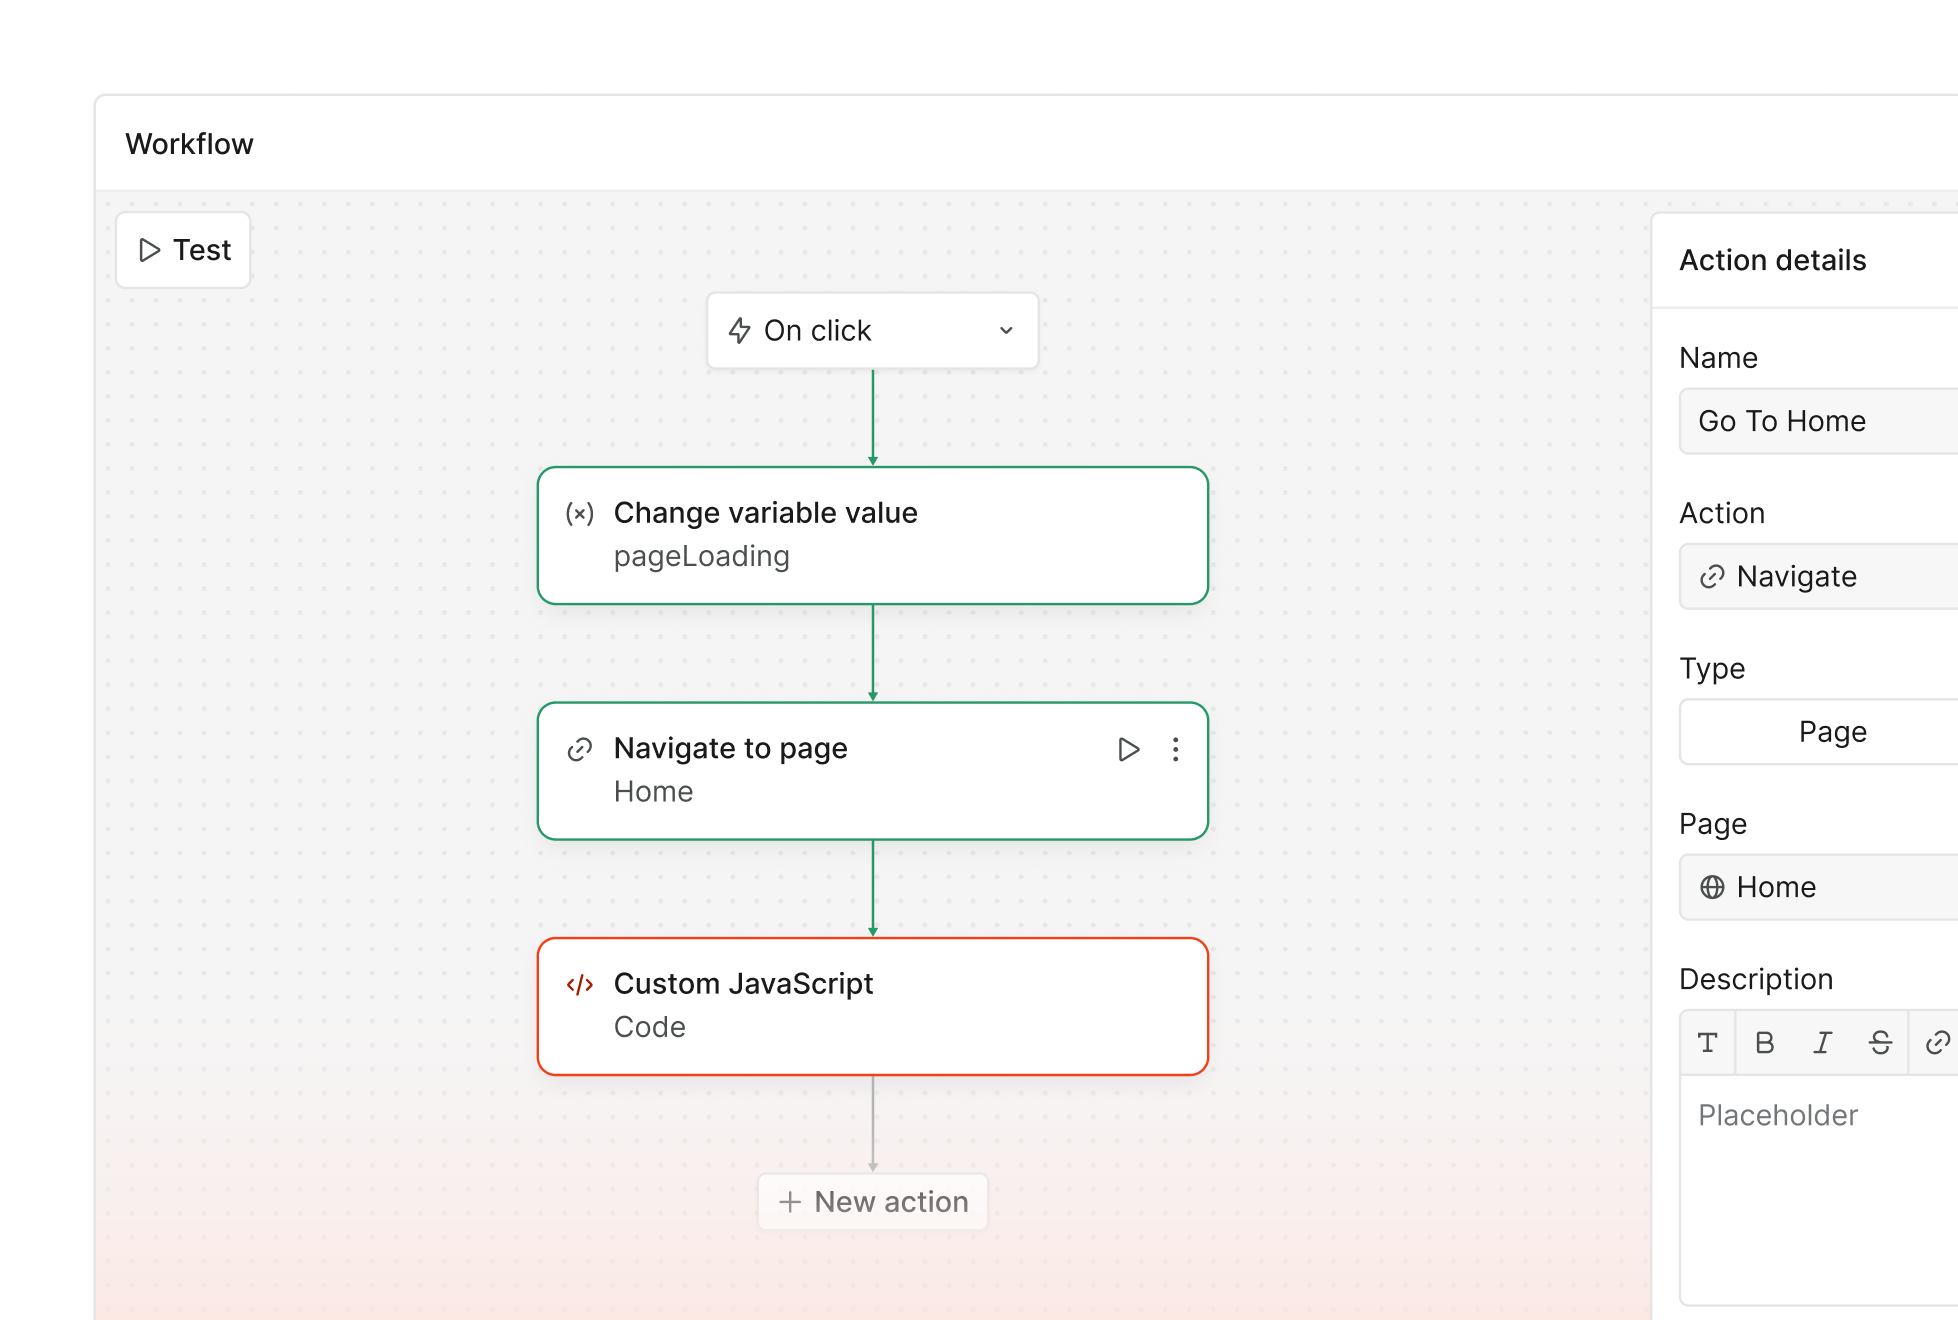 Workflow
Test
On click
Change variable value
pageLoading
Navigate to page
Home
Custom JavaScript
Code
New action
Action details
Name
Go To Home
Action
Navigate
Type
Page
Page
Home
Description
T B I S
Placeholder